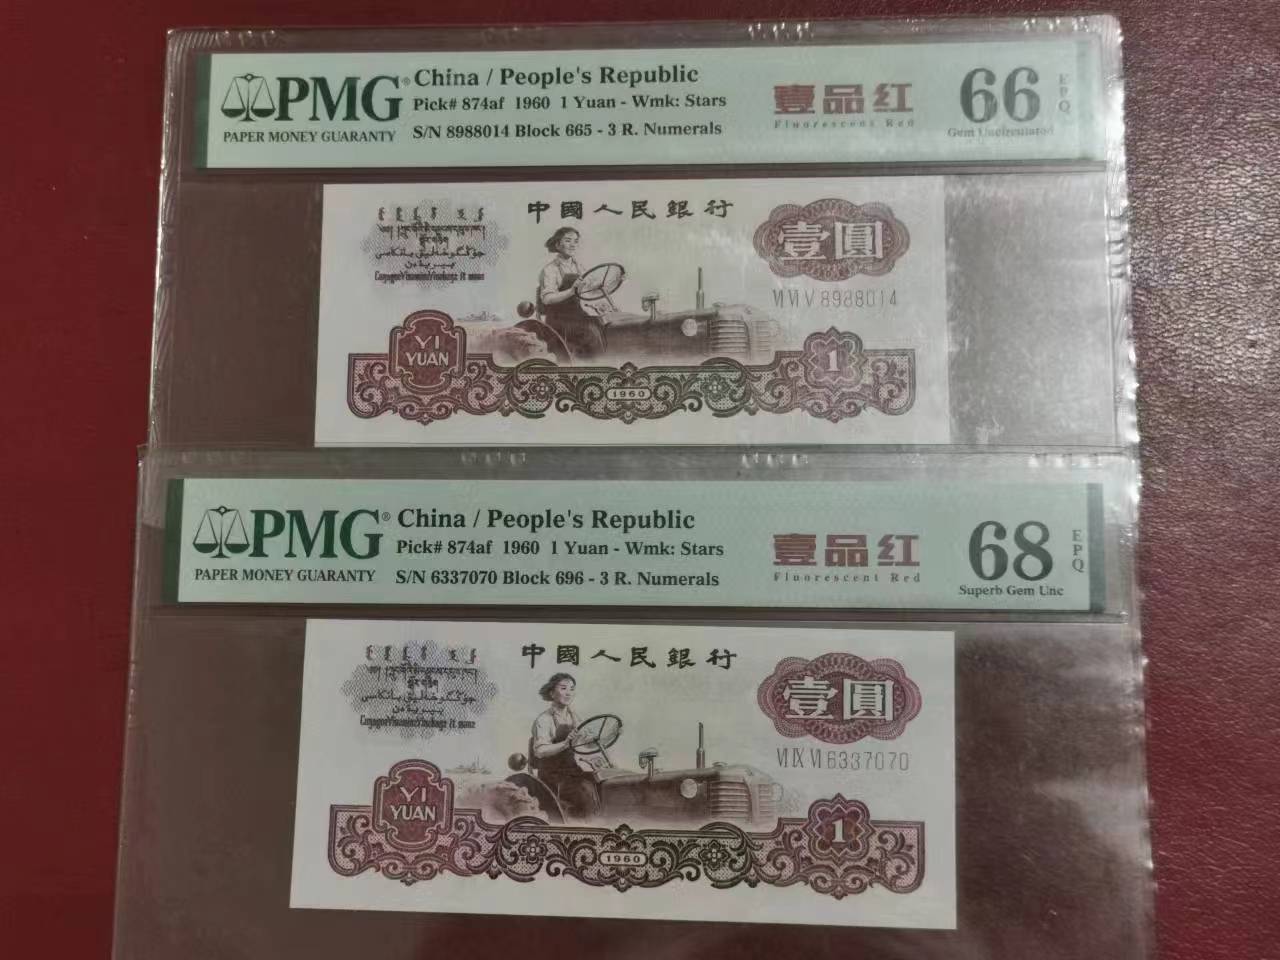 PMG® China / People's Republic
Pick# 874af 1960 1 Yuan - Wmk: Stars
PAPER MONEY GUARANTY S/N 8988014 Block 665 - 3 R. Numerals
壹品红
Fluorescent Red
66 EPQ
Gem Uncirculated
中國人民銀行
壹圓
VI VI V 8988014
YI
YUAN
1
1960
PMG® China / People's Republic
Pick# 874af 1960 1 Yuan - Wmk: Stars
PAPER MONEY GUARANTY S/N 6337070 Block 696 - 3 R. Numerals
壹品红
Fluorescent Red
68 EPQ
Superb Gem Unc
中國人民銀行
壹圓
VI IX VI 6337070
YI
YUAN
1
1960